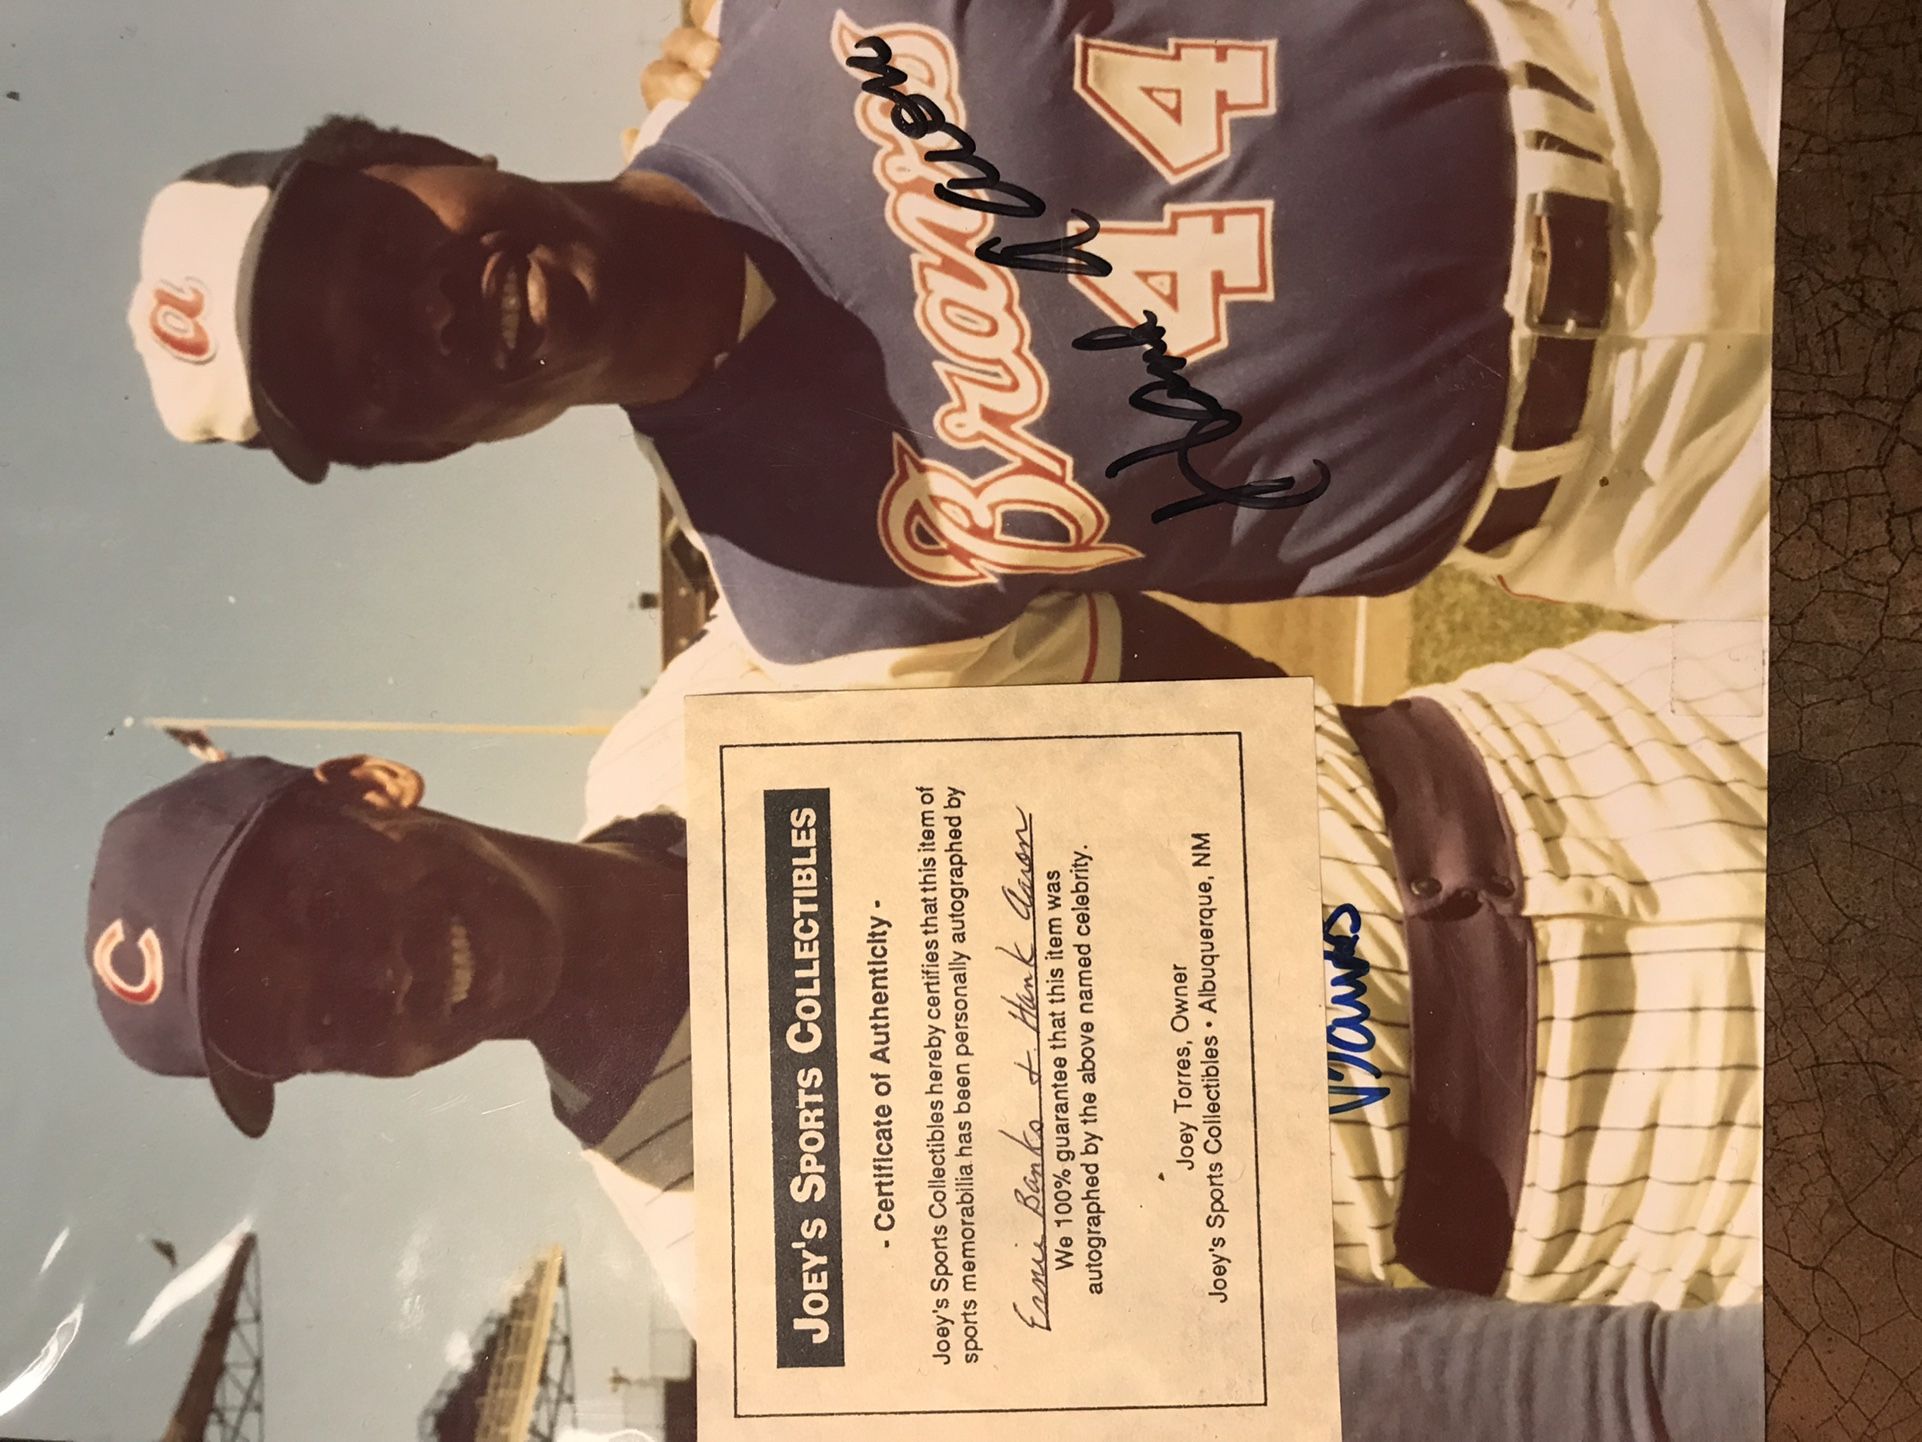 a
Braves
44
Hank Aaron
C
JOEY'S SPORTS COLLECTIBLES
- Certificate of Authenticity -
Joey's Sports Collectibles hereby certifies that this item of
sports memorabilia has been personally autographed by
Ernie Banks + Hank Aaron
We 100% guarantee that this item was
autographed by the above named celebrity.
Joey Torres, Owner
Joey's Sports Collectibles • Albuquerque, NM
Banks